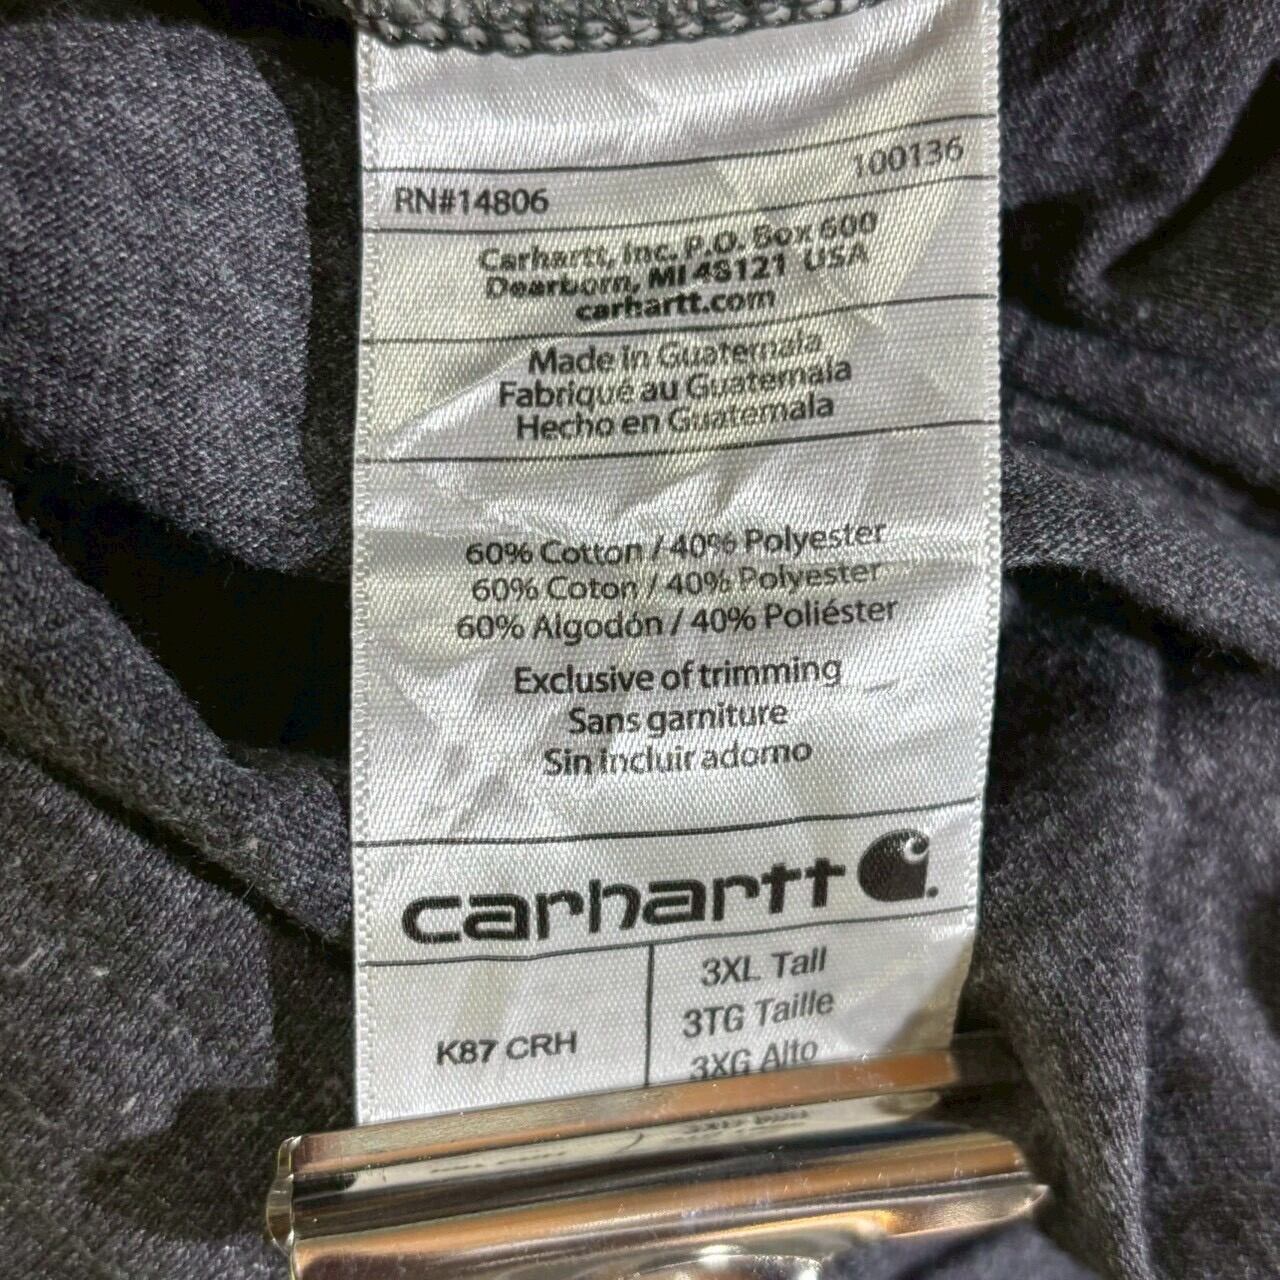 RN#14806 100136
Carhartt, Inc. P.O. Box 600
Dearborn, MI 48121 USA
carhartt.com
Made in Guatemala
Fabriqué au Guatemala
Hecho en Guatemala
60% Cotton / 40% Polyester
60% Coton / 40% Polyester
60% Algodón / 40% Poliéster
Exclusive of trimming
Sans garniture
Sin incluir adorno
carhartt
K87 CRH
3XL Tall
3TG Taille
3XG Alto